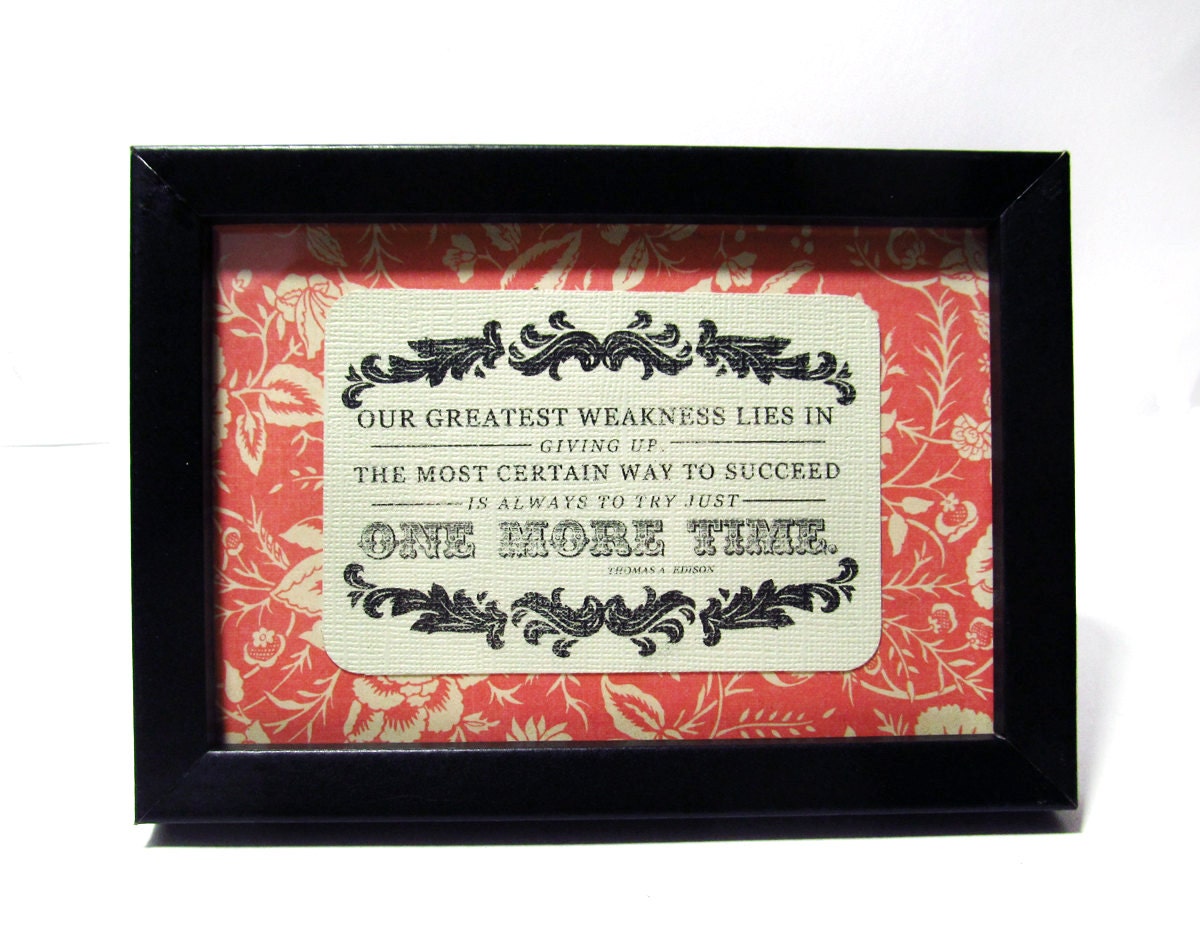 OUR GREATEST WEAKNESS LIES IN
GIVING UP.
THE MOST CERTAIN WAY TO SUCCEED
IS ALWAYS TO TRY JUST
ONE MORE TIME.
THOMAS A. EDISON